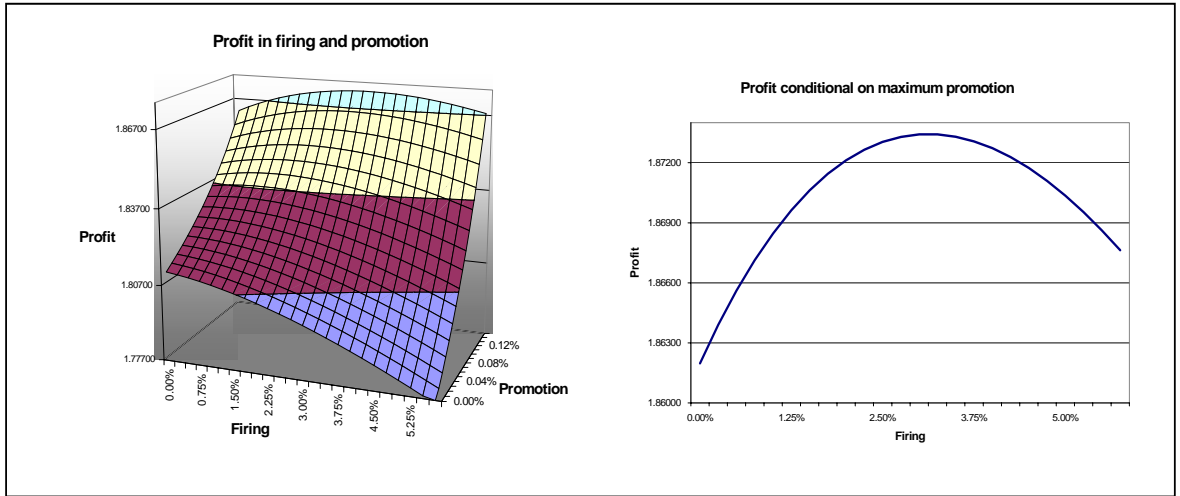 Profit in firing and promotion
1.86700
1.83700
Profit
1.80700
1.77700
0.00%
0.75%
1.50%
2.25%
3.00%
3.75%
4.50%
5.25%
Firing
0.12%
0.08%
0.04%
0.00%
Promotion
Profit conditional on maximum promotion
1.87200
1.86900
1.86600
1.86300
1.86000
Profit
0.00% 1.25% 2.50% 3.75% 5.00%
Firing